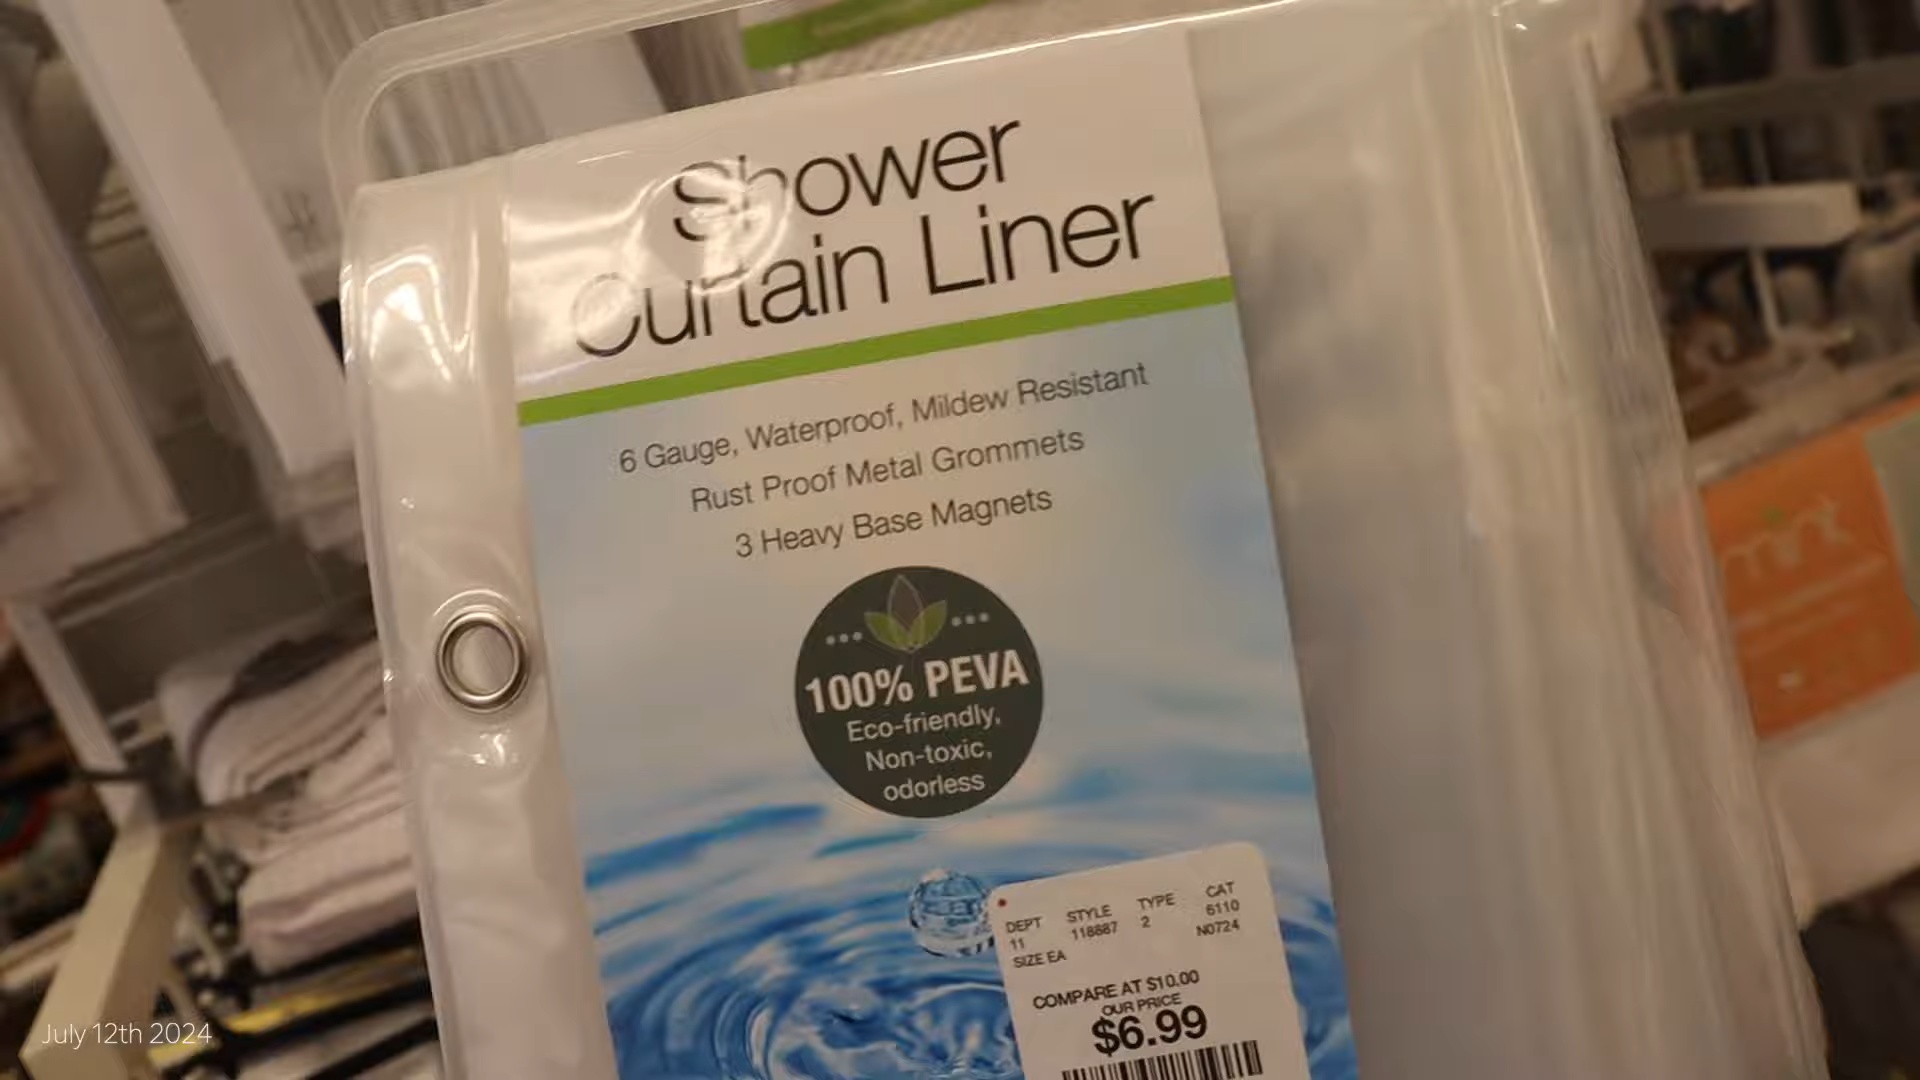 Shower
Curtain Liner
6 Gauge, Waterproof, Mildew Resistant
Rust Proof Metal Grommets
3 Heavy Base Magnets
100% PEVA
Eco-friendly,
Non-toxic,
odorless
DEPT STYLE TYPE CAT
11 118687 2 6110
SIZE EA N0724
COMPARE AT $10.00
OUR PRICE
$6.99
mint
July 12th 2024